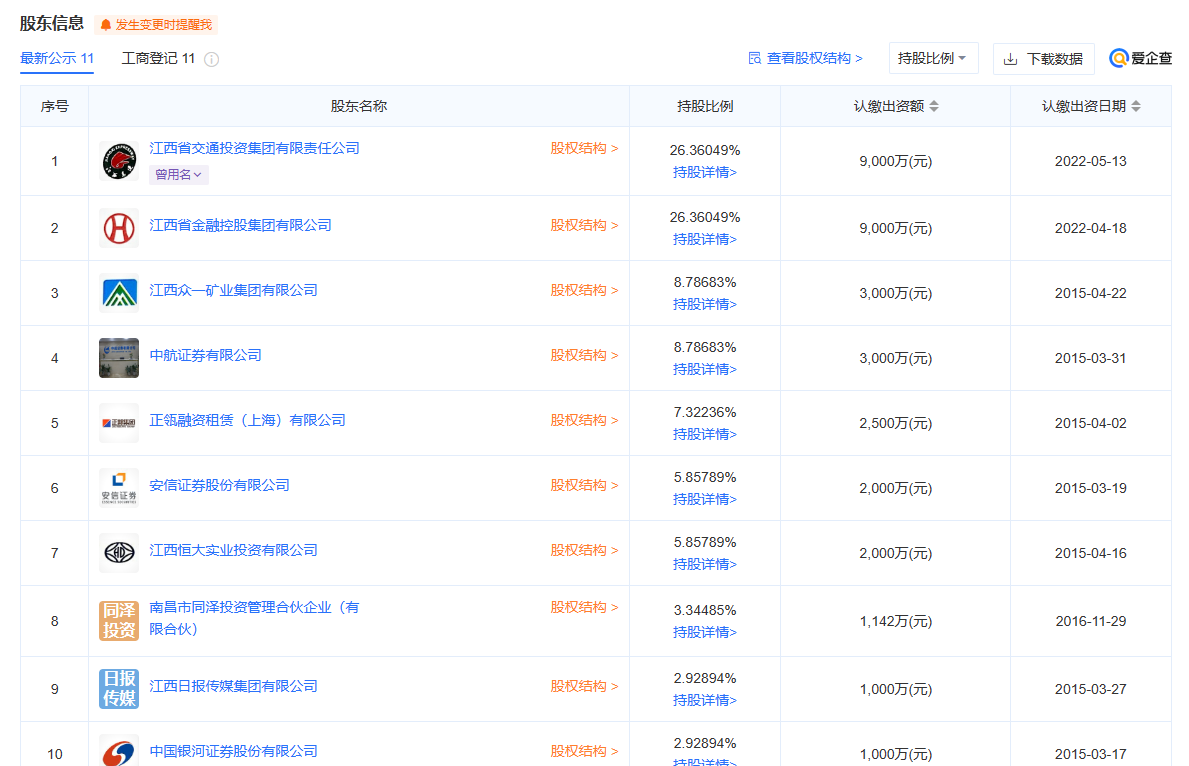 股东信息 发生变更时提醒我
最新公示 11 工商登记 11 查看股权结构 > 持股比例 下载数据 爱企查
序号 股东名称 持股比例 认缴出资额 认缴出资日期
1 江西省交通投资集团有限责任公司 股权结构 > 26.36049% 9,000万(元) 2022-05-13
曾用名 持股详情>
2 江西省金融控股集团有限公司 股权结构 > 26.36049% 9,000万(元) 2022-04-18
持股详情>
3 江西众一矿业集团有限公司 股权结构 > 8.78683% 3,000万(元) 2015-04-22
持股详情>
4 中航证券有限公司 股权结构 > 8.78683% 3,000万(元) 2015-03-31
持股详情>
5 正瓴融资租赁（上海）有限公司 股权结构 > 7.32236% 2,500万(元) 2015-04-02
持股详情>
6 安信证券 安信证券股份有限公司 股权结构 > 5.85789% 2,000万(元) 2015-03-19
持股详情>
7 江西恒大实业投资有限公司 股权结构 > 5.85789% 2,000万(元) 2015-04-16
持股详情>
8 同泽 南昌市同泽投资管理合伙企业（有 股权结构 > 3.34485% 1,142万(元) 2016-11-29
投资 限合伙） 持股详情>
9 日报 江西日报传媒集团有限公司 股权结构 > 2.92894% 1,000万(元) 2015-03-27
传媒 持股详情>
10 中国银河证券股份有限公司 股权结构 > 2.92894% 1,000万(元) 2015-03-17
持股详情>